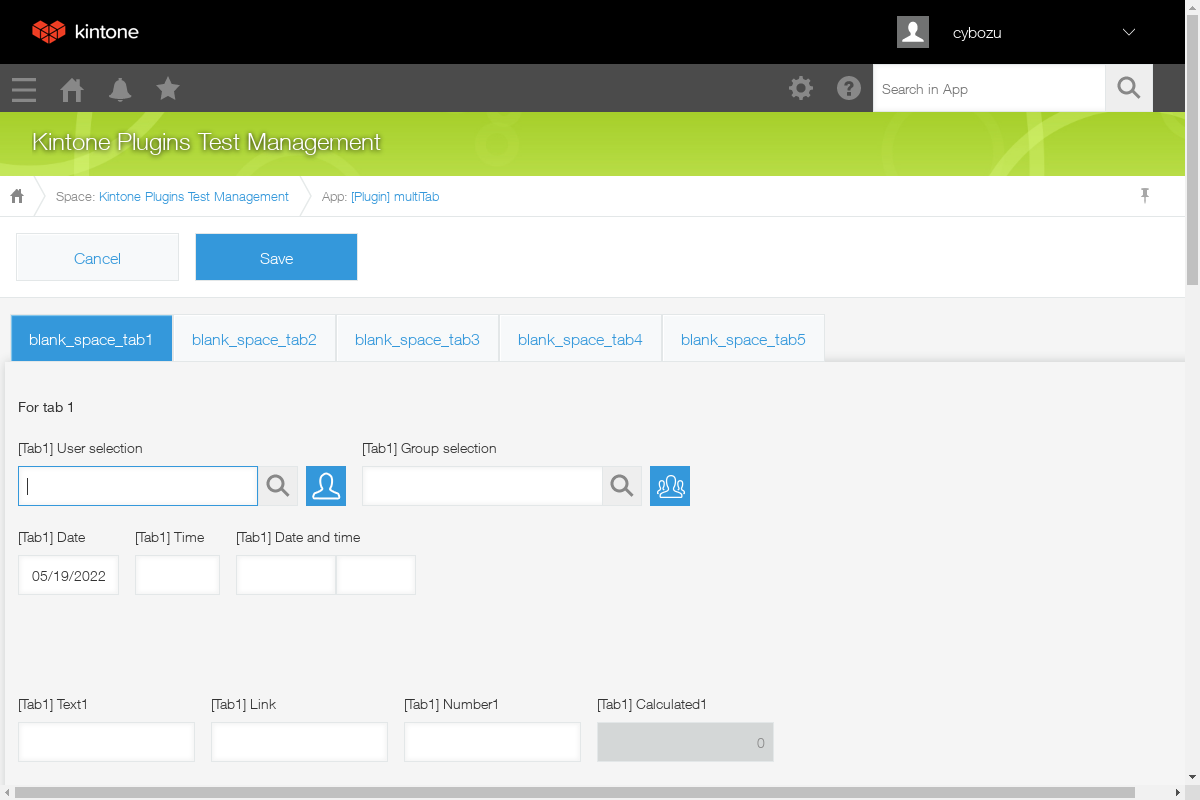 kintone
cybozu
?
Search in App
Kintone Plugins Test Management
Space: Kintone Plugins Test Management App: [Plugin] multiTab
Cancel Save
blank_space_tab1 blank_space_tab2 blank_space_tab3 blank_space_tab4 blank_space_tab5
For tab 1
[Tab1] User selection [Tab1] Group selection
[Tab1] Date [Tab1] Time [Tab1] Date and time
05/19/2022
[Tab1] Text1 [Tab1] Link [Tab1] Number1 [Tab1] Calculated1
0